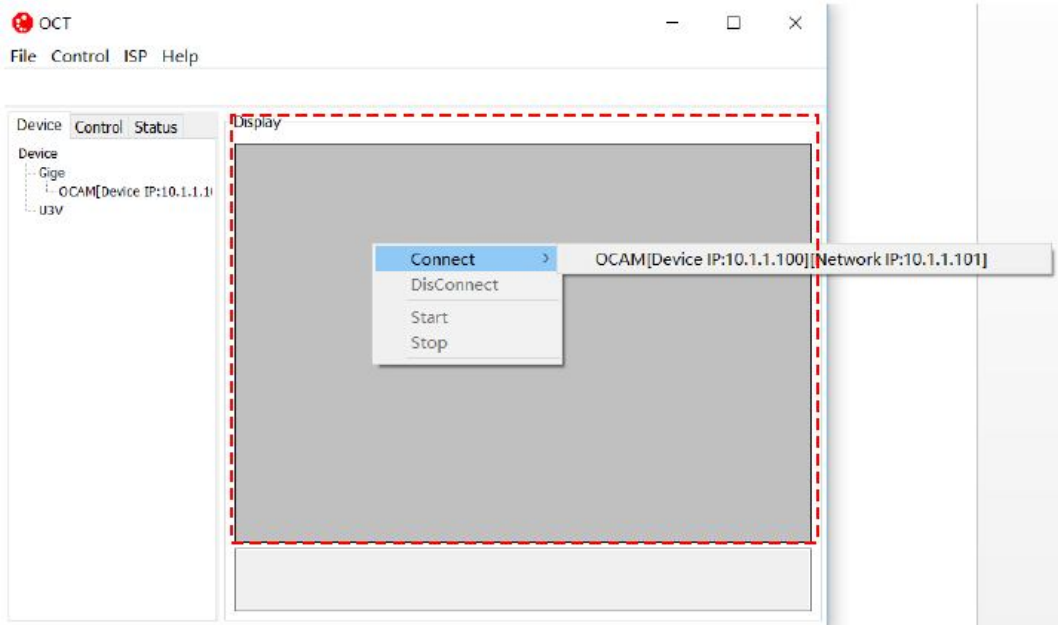 OCT
File Control ISP Help
Device Control Status
Display
Device
Gige
OCAM[Device IP:10.1.1.1
U3V
Connect
OCAM[Device IP:10.1.1.100][Network IP:10.1.1.101]
DisConnect
Start
Stop